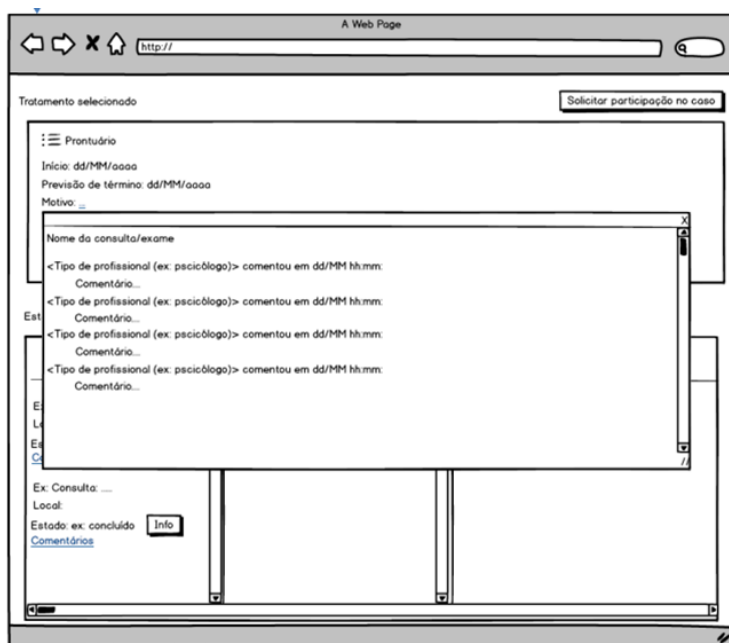 A Web Page
http://
Tratamento selecionado
Solicitar participação no caso
Prontuário
Início: dd/MM/aaaa
Previsão de término: dd/MM/aaaa
Motivo: ...
X
Nome da consulta/exame
<Tipo de profissional (ex: pscicólogo)> comentou em dd/MM hh:mm:
Comentário...
<Tipo de profissional (ex: pscicólogo)> comentou em dd/MM hh:mm:
Comentário...
<Tipo de profissional (ex: pscicólogo)> comentou em dd/MM hh:mm:
Comentário...
<Tipo de profissional (ex: pscicólogo)> comentou em dd/MM hh:mm:
Comentário...
Est
Ex: Consulta: ....
Local:
Estado: ex: concluído Info
Comentários